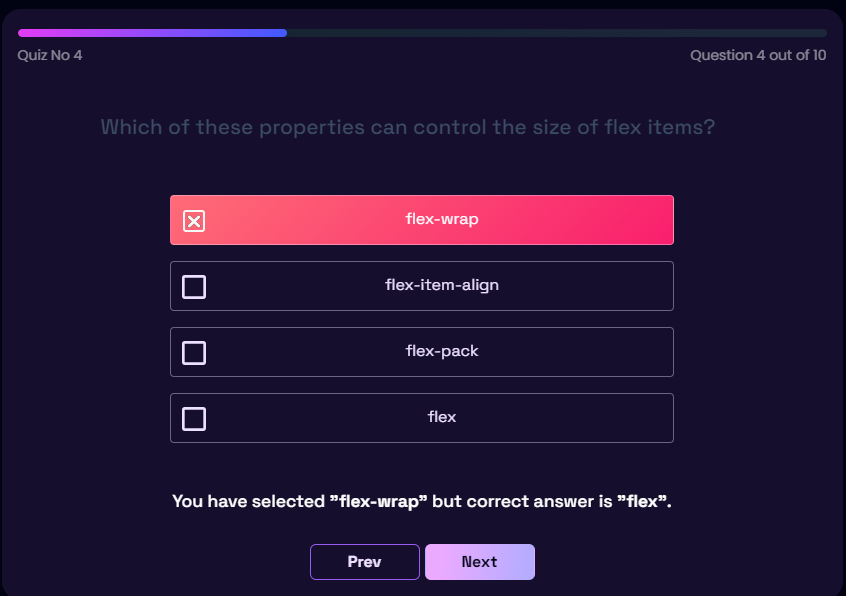 Quiz No 4
Question 4 out of 10
Which of these properties can control the size of flex items?
flex-wrap
flex-item-align
flex-pack
flex
You have selected ”flex-wrap” but correct answer is ”flex”.
Prev
Next